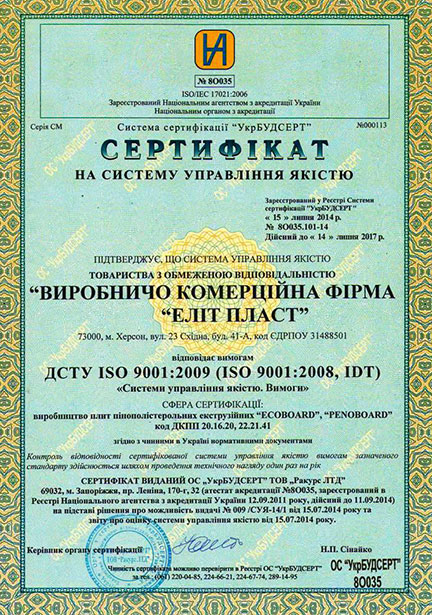 № 8О035
ISO/IEC 17021:2006
Зареєстрований Національним агентством з акредитації України
Національним органом з акредитації
Серія СМ
Система сертифікації "УкрБУДСЕРТ"
№000113
СЕРТИФІКАТ
НА СИСТЕМУ УПРАВЛІННЯ ЯКІСТЮ
Зареєстрований у Реєстрі Системи
сертифікації "УкрБУДСЕРТ"
« 15 » липня 2014 р.
№ 8О035.101-14
Дійсний до « 14 » липня 2017 р.
ПІДТВЕРДЖУЄ, ЩО СИСТЕМА УПРАВЛІННЯ ЯКІСТЮ
ТОВАРИСТВА З ОБМЕЖЕНОЮ ВІДПОВІДАЛЬНІСТЮ
"ВИРОБНИЧО КОМЕРЦІЙНА ФІРМА
"ЕЛІТ ПЛАСТ"
73000, м. Херсон, вул. 23 Східна, буд. 41-А, код ЄДРПОУ 31488501
відповідає вимогам
ДСТУ ISO 9001:2009 (ISO 9001:2008, IDT)
«Системи управління якістю. Вимоги»
СФЕРА СЕРТИФІКАЦІЇ:
виробництво плит пінополістерольних екструзійних "ECOBOARD", "PENOBOARD"
код ДКПП 20.16.20, 22.21.41
згідно з чинними в Україні нормативними документами
Контроль відповідності сертифікованої системи управління якістю вимогам зазначеного
стандарту здійснюється шляхом проведення технічного нагляду один раз на рік
СЕРТИФІКАТ ВИДАНИЙ ОС „УкрБУДСЕРТ" ТОВ „Ракурс ЛТД"
69032, м. Запоріжжя, пр. Леніна, 170-г, 32 (атестат акредитації №8О035, зареєстрований в
Реєстрі Національного агентства з акредитації України 12.09.2011 року, дійсний до 11.09.2014)
на підставі рішення про можливість видачі № 009 /СУЯ-14/1 від 15.07.2014 року та
звіту про оцінку системи управління якістю від 15.07.2014 року.
Керівник органу сертифікації
Н.П. Сінайко
Чинність сертифіката можливо перевірити в Реєстрі ОС "УкрБУДСЕРТ"
за тел.: (061) 220-04-85, 224-66-21, 224-67-74, 289-14-95
ОС "УкрБУДСЕРТ"
8О035